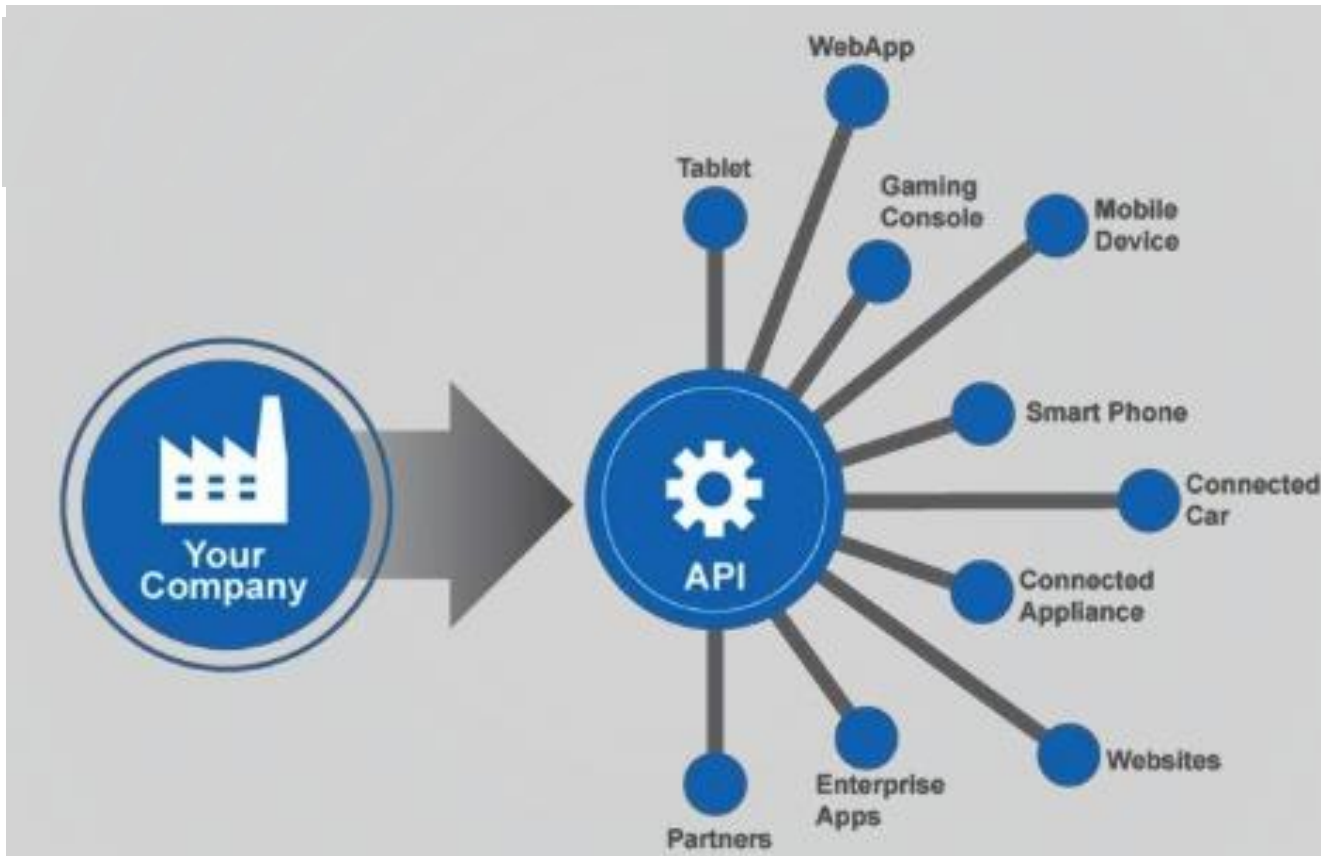 WebApp
Tablet
Gaming
Console
Mobile
Device
Smart Phone
Connected
Car
Your
Company
API
Connected
Appliance
Websites
Enterprise
Apps
Partners